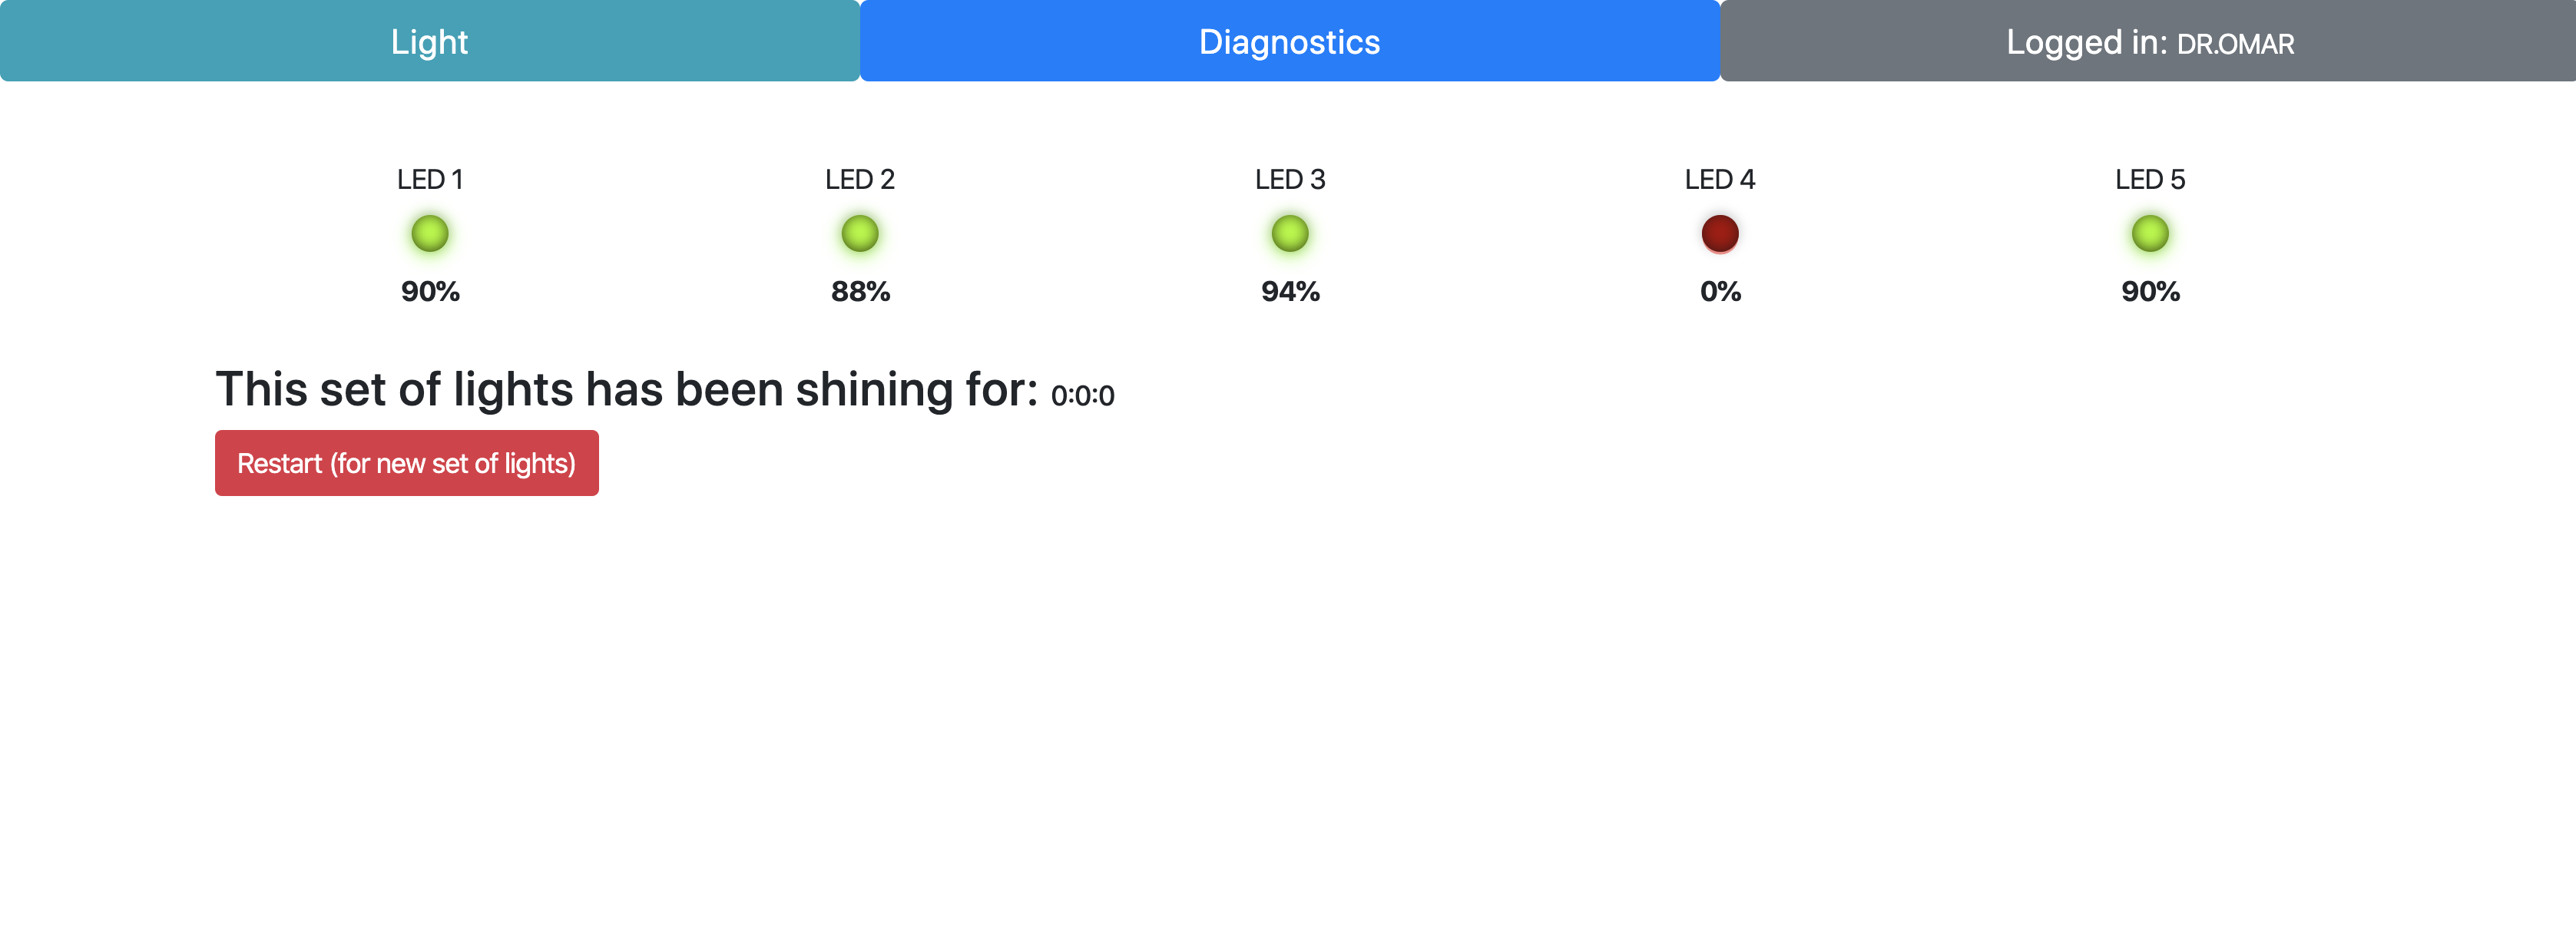 Light Diagnostics Logged in: DR.OMAR
LED 1 LED 2 LED 3 LED 4 LED 5
90% 88% 94% 0% 90%
This set of lights has been shining for: 0:0:0
Restart (for new set of lights)